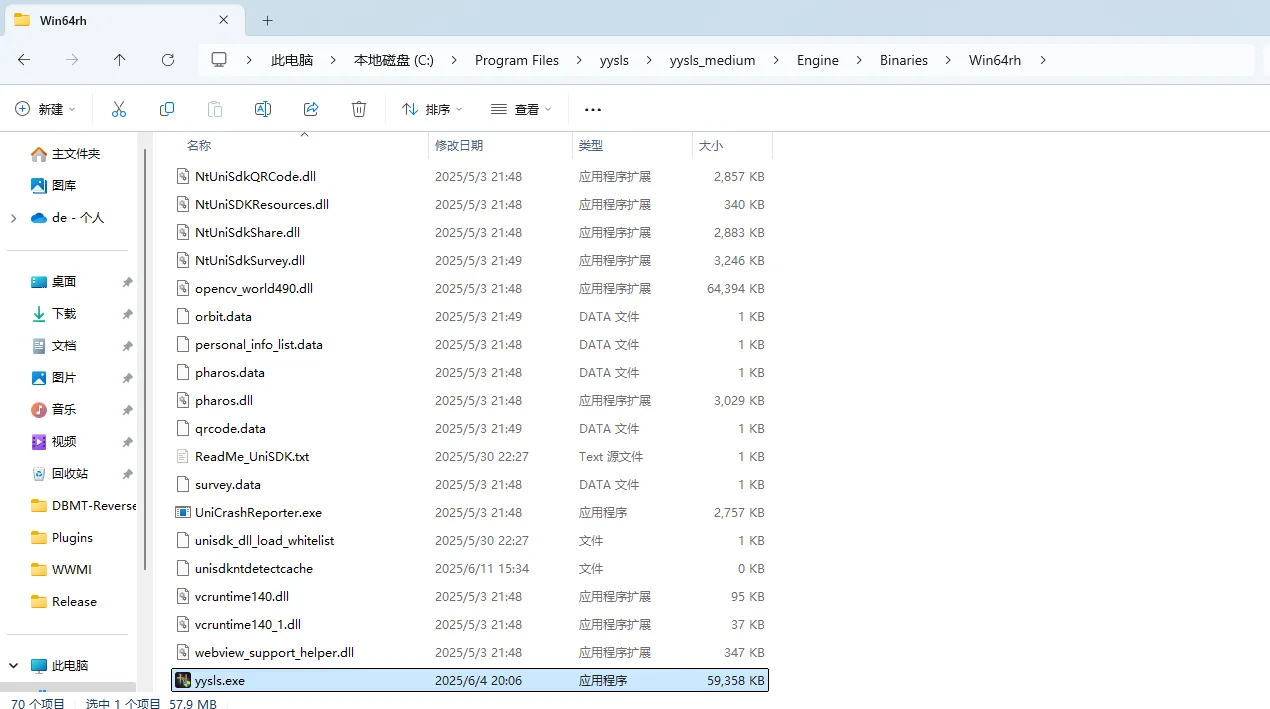 Win64rh
此电脑 本地磁盘 (C:) Program Files yysls yysls_medium Engine Binaries Win64rh
新建 排序 查看
名称 修改日期 类型 大小
主文件夹
图库
de - 个人
桌面
下载
文档
图片
音乐
视频
回收站
DBMT-Reverse
Plugins
WWMI
Release
此电脑
NtUniSdkQRCode.dll 2025/5/3 21:48 应用程序扩展 2,857 KB
NtUniSDKResources.dll 2025/5/3 21:48 应用程序扩展 340 KB
NtUniSdkShare.dll 2025/5/3 21:48 应用程序扩展 2,883 KB
NtUniSdkSurvey.dll 2025/5/3 21:49 应用程序扩展 3,246 KB
opencv_world490.dll 2025/5/3 21:48 应用程序扩展 64,394 KB
orbit.data 2025/5/3 21:49 DATA 文件 1 KB
personal_info_list.data 2025/5/3 21:48 DATA 文件 1 KB
pharos.data 2025/5/3 21:48 DATA 文件 1 KB
pharos.dll 2025/5/3 21:48 应用程序扩展 3,029 KB
qrcode.data 2025/5/3 21:49 DATA 文件 1 KB
ReadMe_UniSDK.txt 2025/5/30 22:27 Text 源文件 1 KB
survey.data 2025/5/3 21:48 DATA 文件 1 KB
UniCrashReporter.exe 2025/5/3 21:48 应用程序 2,757 KB
unisdk_dll_load_whitelist 2025/5/30 22:27 文件 1 KB
unisdkntdetectcache 2025/6/11 15:34 文件 0 KB
vcruntime140.dll 2025/5/3 21:48 应用程序扩展 95 KB
vcruntime140_1.dll 2025/5/3 21:48 应用程序扩展 37 KB
webview_support_helper.dll 2025/5/3 21:48 应用程序扩展 347 KB
yysls.exe 2025/6/4 20:06 应用程序 59,358 KB
70 个项目 选中 1 个项目 57.9 MB